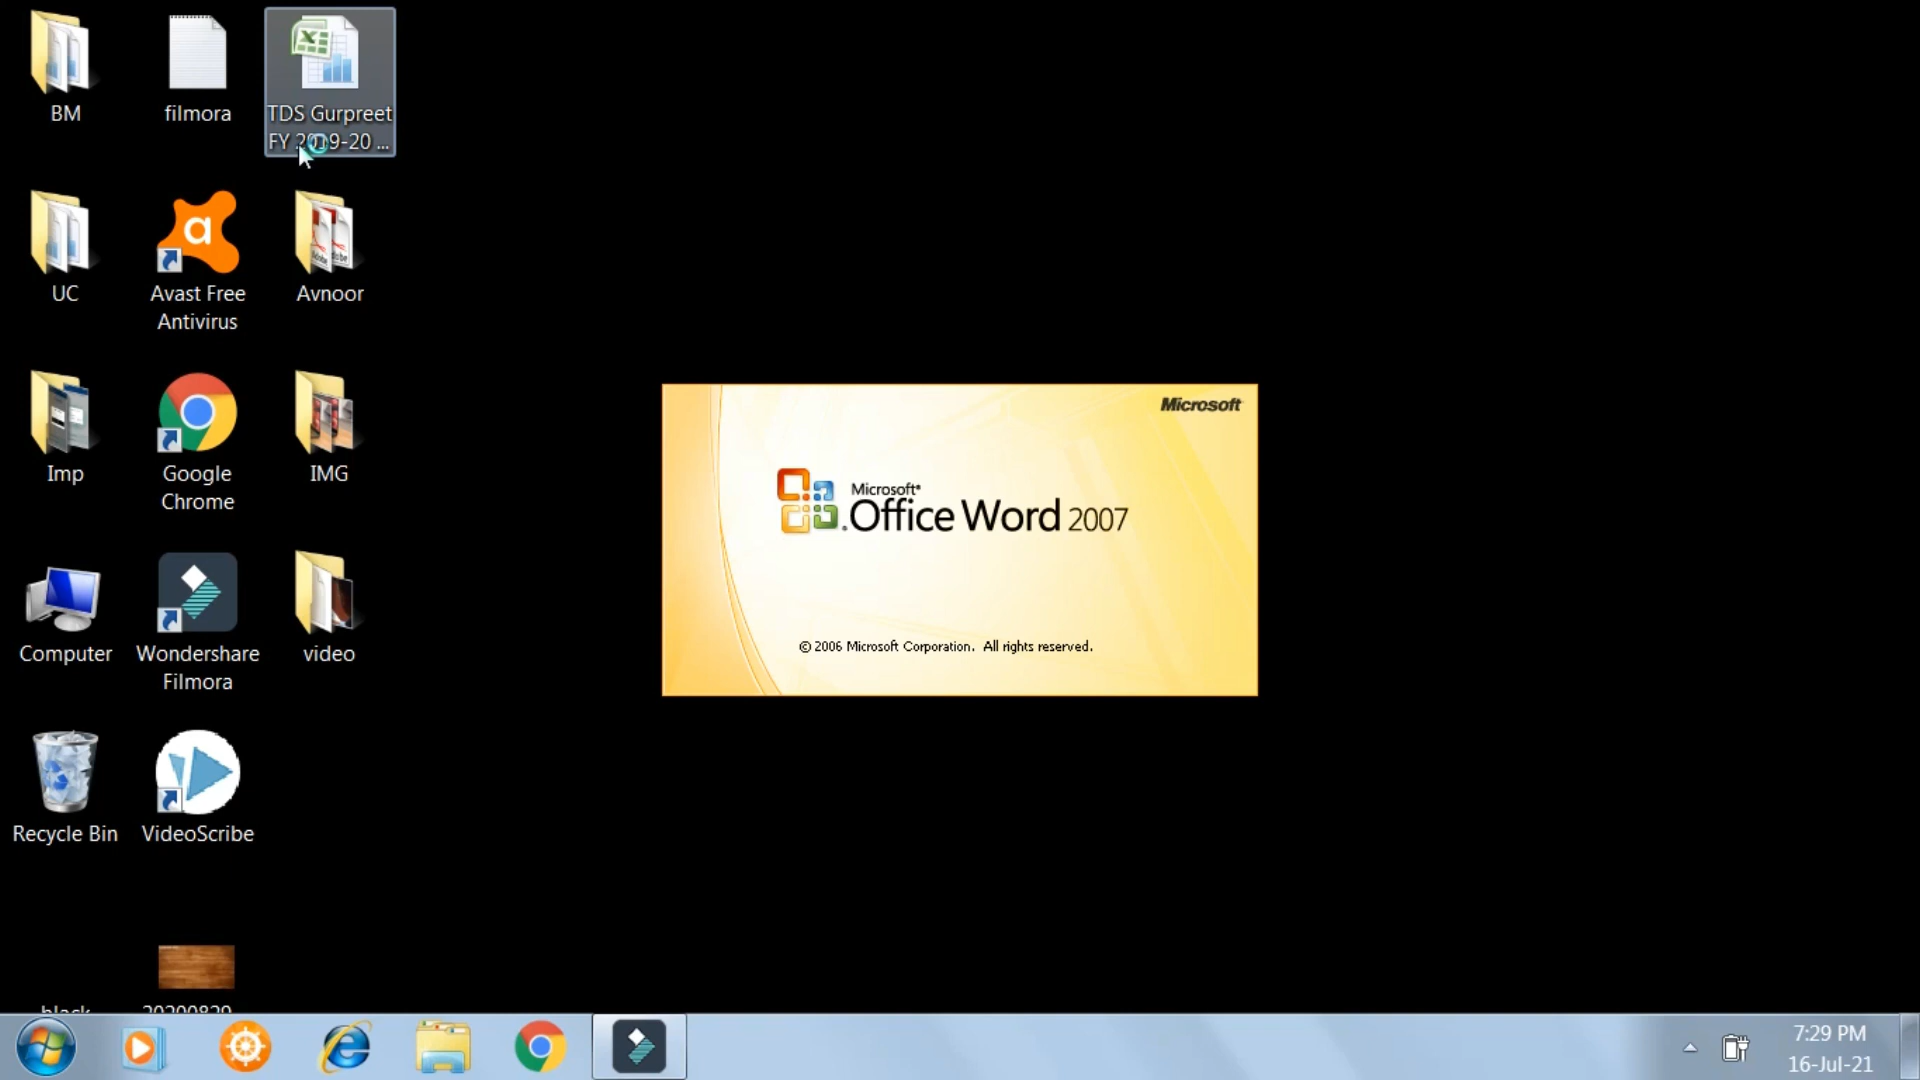 BM
filmora
TDS Gurpreet
FY 2019-20 ...
UC
Avast Free
Antivirus
Avnoor
Imp
Google
Chrome
IMG
Computer
Wondershare
Filmora
video
Recycle Bin
VideoScribe
Microsoft
Microsoft®
Office Word 2007
© 2006 Microsoft Corporation. All rights reserved.
black
20200829
7:29 PM
16-Jul-21